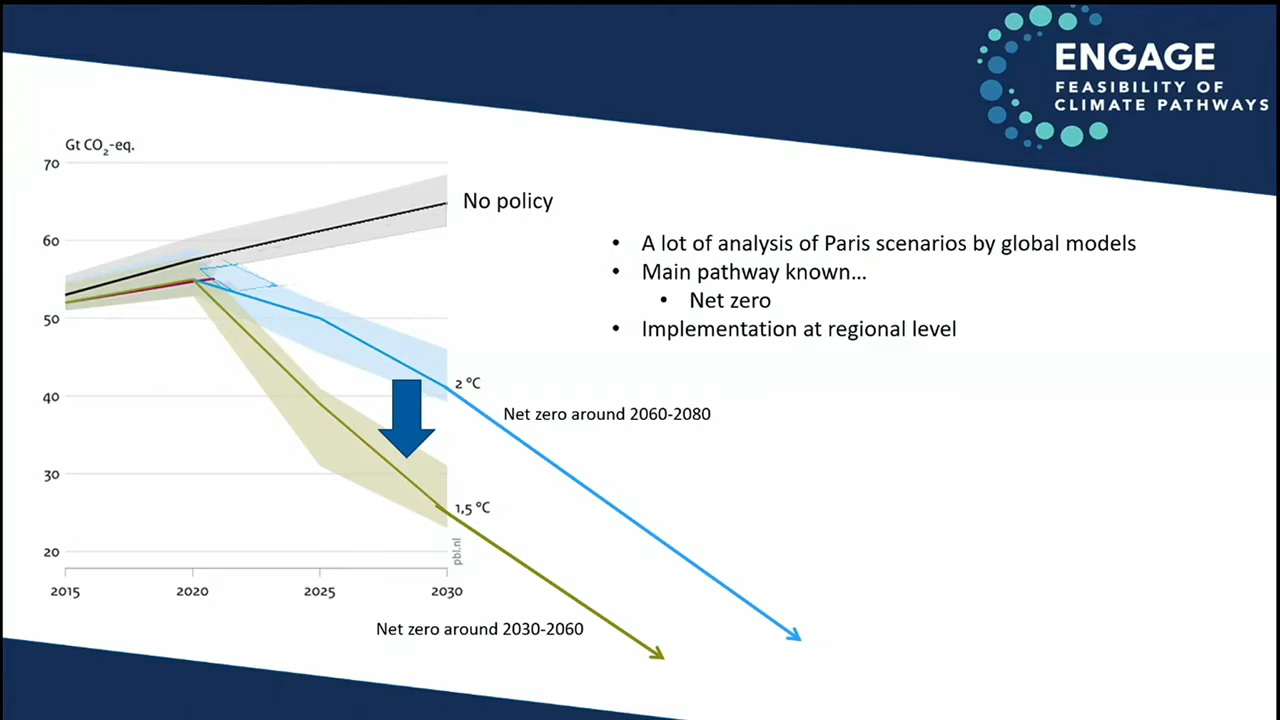 ENGAGE
FEASIBILITY OF
CLIMATE PATHWAYS
Gt CO2-eq.
70
60
50
40
30
20
2015
2020
2025
2030
No policy
2 °C
1,5 °C
pbl.nl
Net zero around 2060-2080
Net zero around 2030-2060
• A lot of analysis of Paris scenarios by global models
• Main pathway known...
• Net zero
• Implementation at regional level